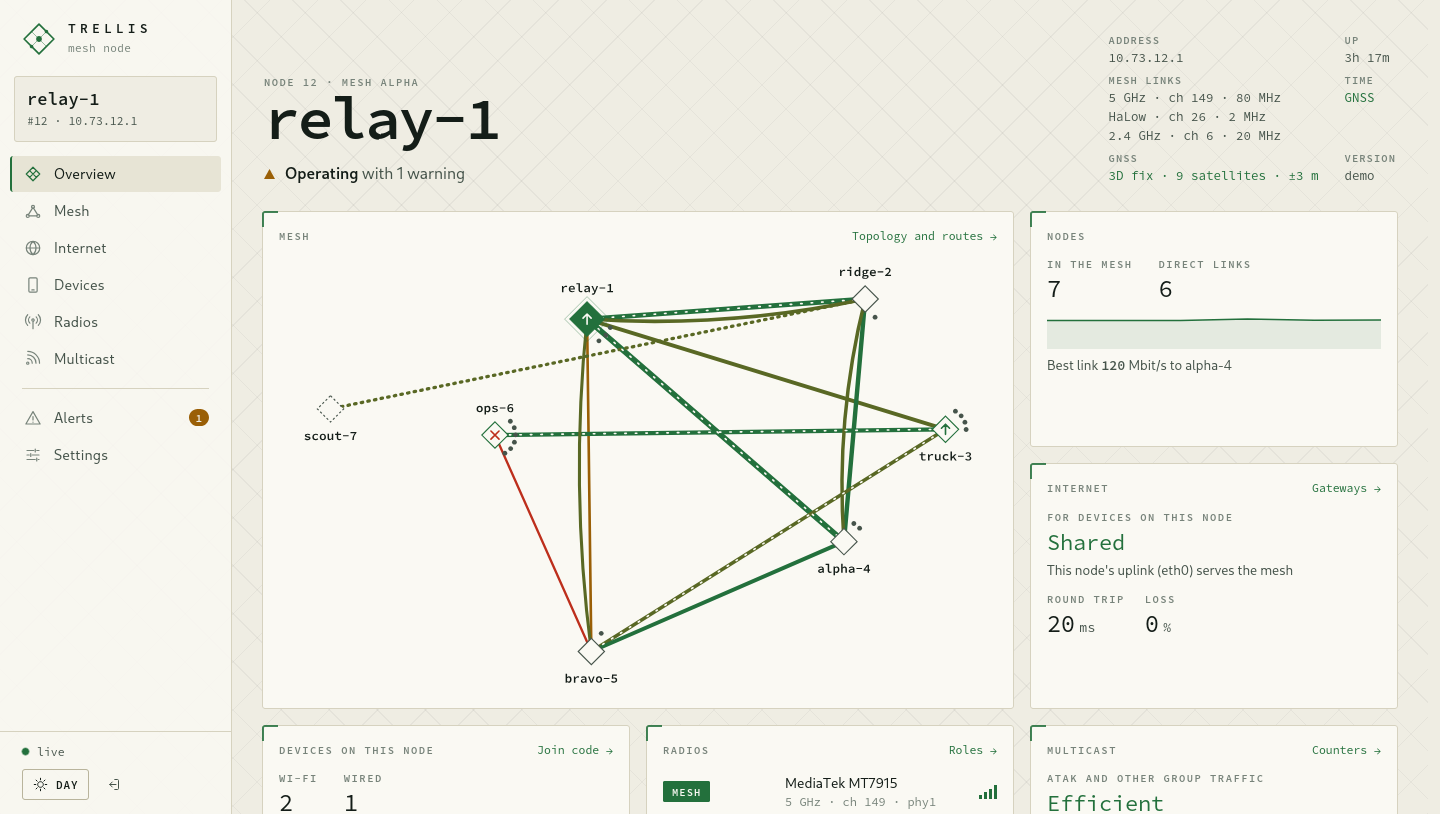 TRELLIS
mesh node
relay-1
#12 · 10.73.12.1
Overview
Mesh
Internet
Devices
Radios
Multicast
Alerts
1
Settings
live
DAY
NODE 12 · MESH ALPHA
relay-1
▲ Operating with 1 warning
ADDRESS
10.73.12.1
UP
3h 17m
MESH LINKS
5 GHz · ch 149 · 80 MHz
HaLow · ch 26 · 2 MHz
2.4 GHz · ch 6 · 20 MHz
TIME
GNSS
GNSS
3D fix · 9 satellites · ±3 m
VERSION
demo
MESH
Topology and routes →
relay-1
ridge-2
scout-7
ops-6
truck-3
alpha-4
bravo-5
NODES
IN THE MESH
7
DIRECT LINKS
6
Best link 120 Mbit/s to alpha-4
INTERNET
Gateways →
FOR DEVICES ON THIS NODE
Shared
This node's uplink (eth0) serves the mesh
ROUND TRIP
20 ms
LOSS
0 %
DEVICES ON THIS NODE
Join code →
WI-FI
2
WIRED
1
RADIOS
Roles →
MESH
MediaTek MT7915
5 GHz · ch 149 · phy1
MULTICAST
Counters →
ATAK AND OTHER GROUP TRAFFIC
Efficient